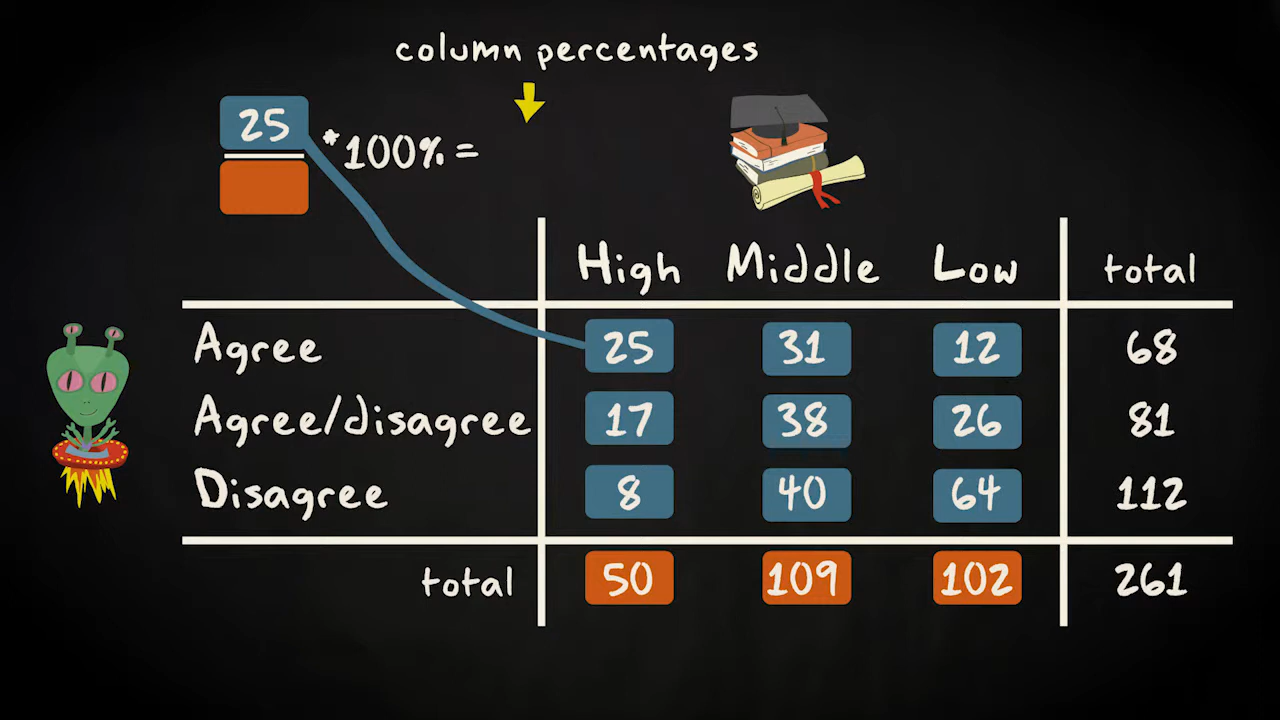 column percentages
25
*100% =
High Middle Low total
Agree 25 31 12 68
Agree/disagree 17 38 26 81
Disagree 8 40 64 112
total 50 109 102 261